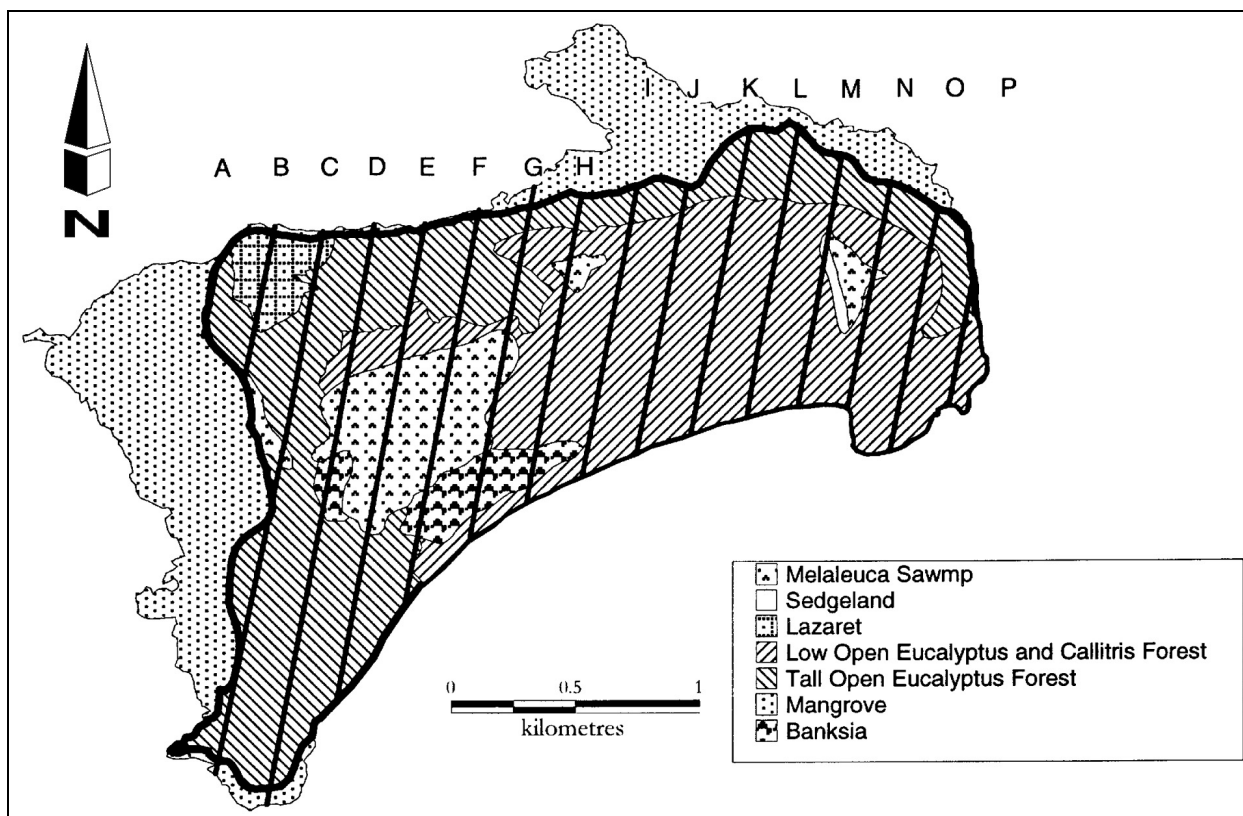 I J K L M N O P
A B C D E F G H
N
Melaleuca Sawmp
Sedgeland
Lazaret
Low Open Eucalyptus and Callitris Forest
Tall Open Eucalyptus Forest
Mangrove
Banksia
0 0.5 1
kilometres